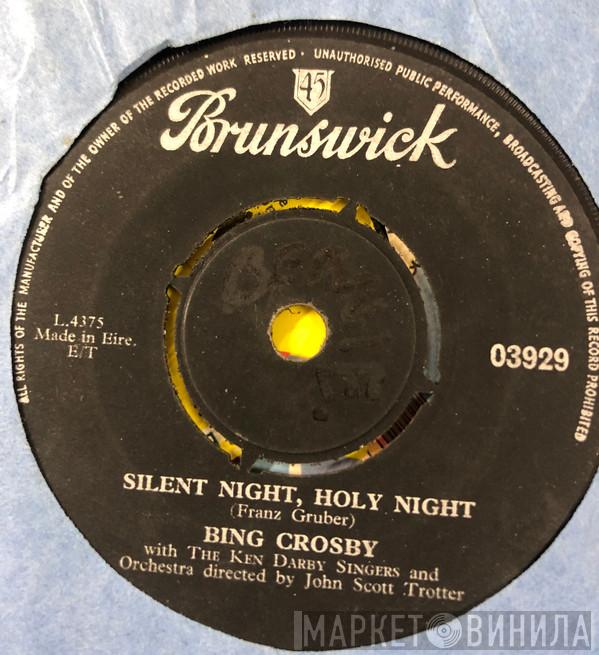 ALL RIGHTS OF THE MANUFACTURER AND OF THE OWNER OF THE RECORDED WORK RESERVED · UNAUTHORISED PUBLIC PERFORMANCE, BROADCASTING AND COPYING OF THIS RECORD PROHIBITED
45
Brunswick
L.4375
Made in Eire.
E/T
03929
SILENT NIGHT, HOLY NIGHT
(Franz Gruber)
BING CROSBY
with THE KEN DARBY SINGERS and
Orchestra directed by John Scott Trotter
МАРКЕТ ВИНИЛА